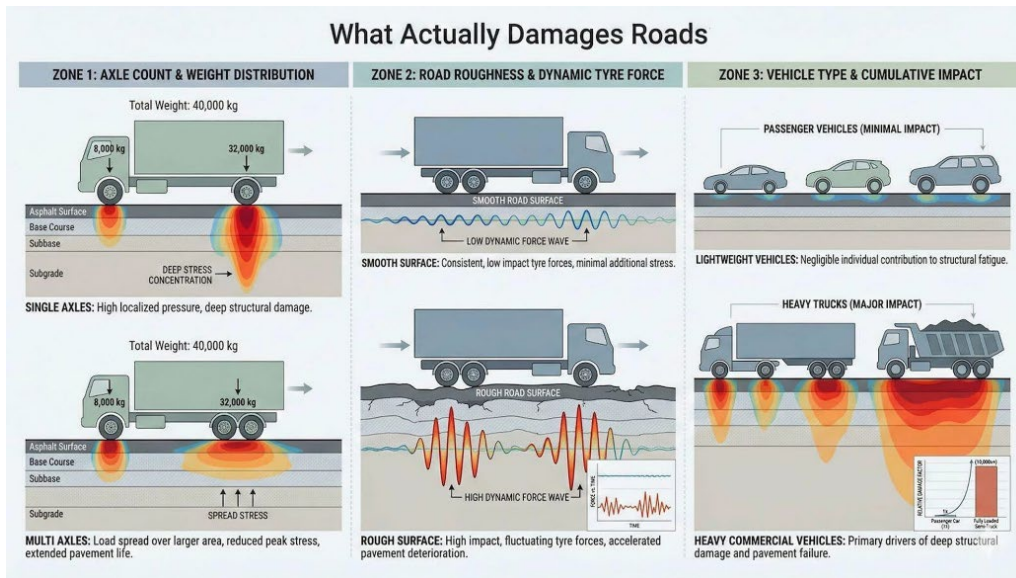 What Actually Damages Roads
ZONE 1: AXLE COUNT & WEIGHT DISTRIBUTION
Total Weight: 40,000 kg
8,000 kg
32,000 kg
Asphalt Surface
Base Course
Subbase
Subgrade
DEEP STRESS
CONCENTRATION
SINGLE AXLES: High localized pressure, deep structural damage.
Total Weight: 40,000 kg
8,000 kg
32,000 kg
Asphalt Surface
Base Course
Subbase
Subgrade
SPREAD STRESS
MULTI AXLES: Load spread over larger area, reduced peak stress,
extended pavement life.
ZONE 2: ROAD ROUGHNESS & DYNAMIC TYRE FORCE
SMOOTH ROAD SURFACE
LOW DYNAMIC FORCE WAVE
SMOOTH SURFACE: Consistent, low impact tyre forces, minimal additional stress.
ROUGH ROAD SURFACE
HIGH DYNAMIC FORCE WAVE
FORCE vs. TIME
TIME
ROUGH SURFACE: High impact, fluctuating tyre forces, accelerated
pavement deterioration.
ZONE 3: VEHICLE TYPE & CUMULATIVE IMPACT
PASSENGER VEHICLES (MINIMAL IMPACT)
LIGHTWEIGHT VEHICLES: Negligible individual contribution to structural fatigue.
HEAVY TRUCKS (MAJOR IMPACT)
RELATIVE DAMAGE FACTOR
1x
Passenger Car
(1x)
Fully Loaded
Semi-Truck
HEAVY COMMERCIAL VEHICLES: Primary drivers of deep structural
damage and pavement failure.